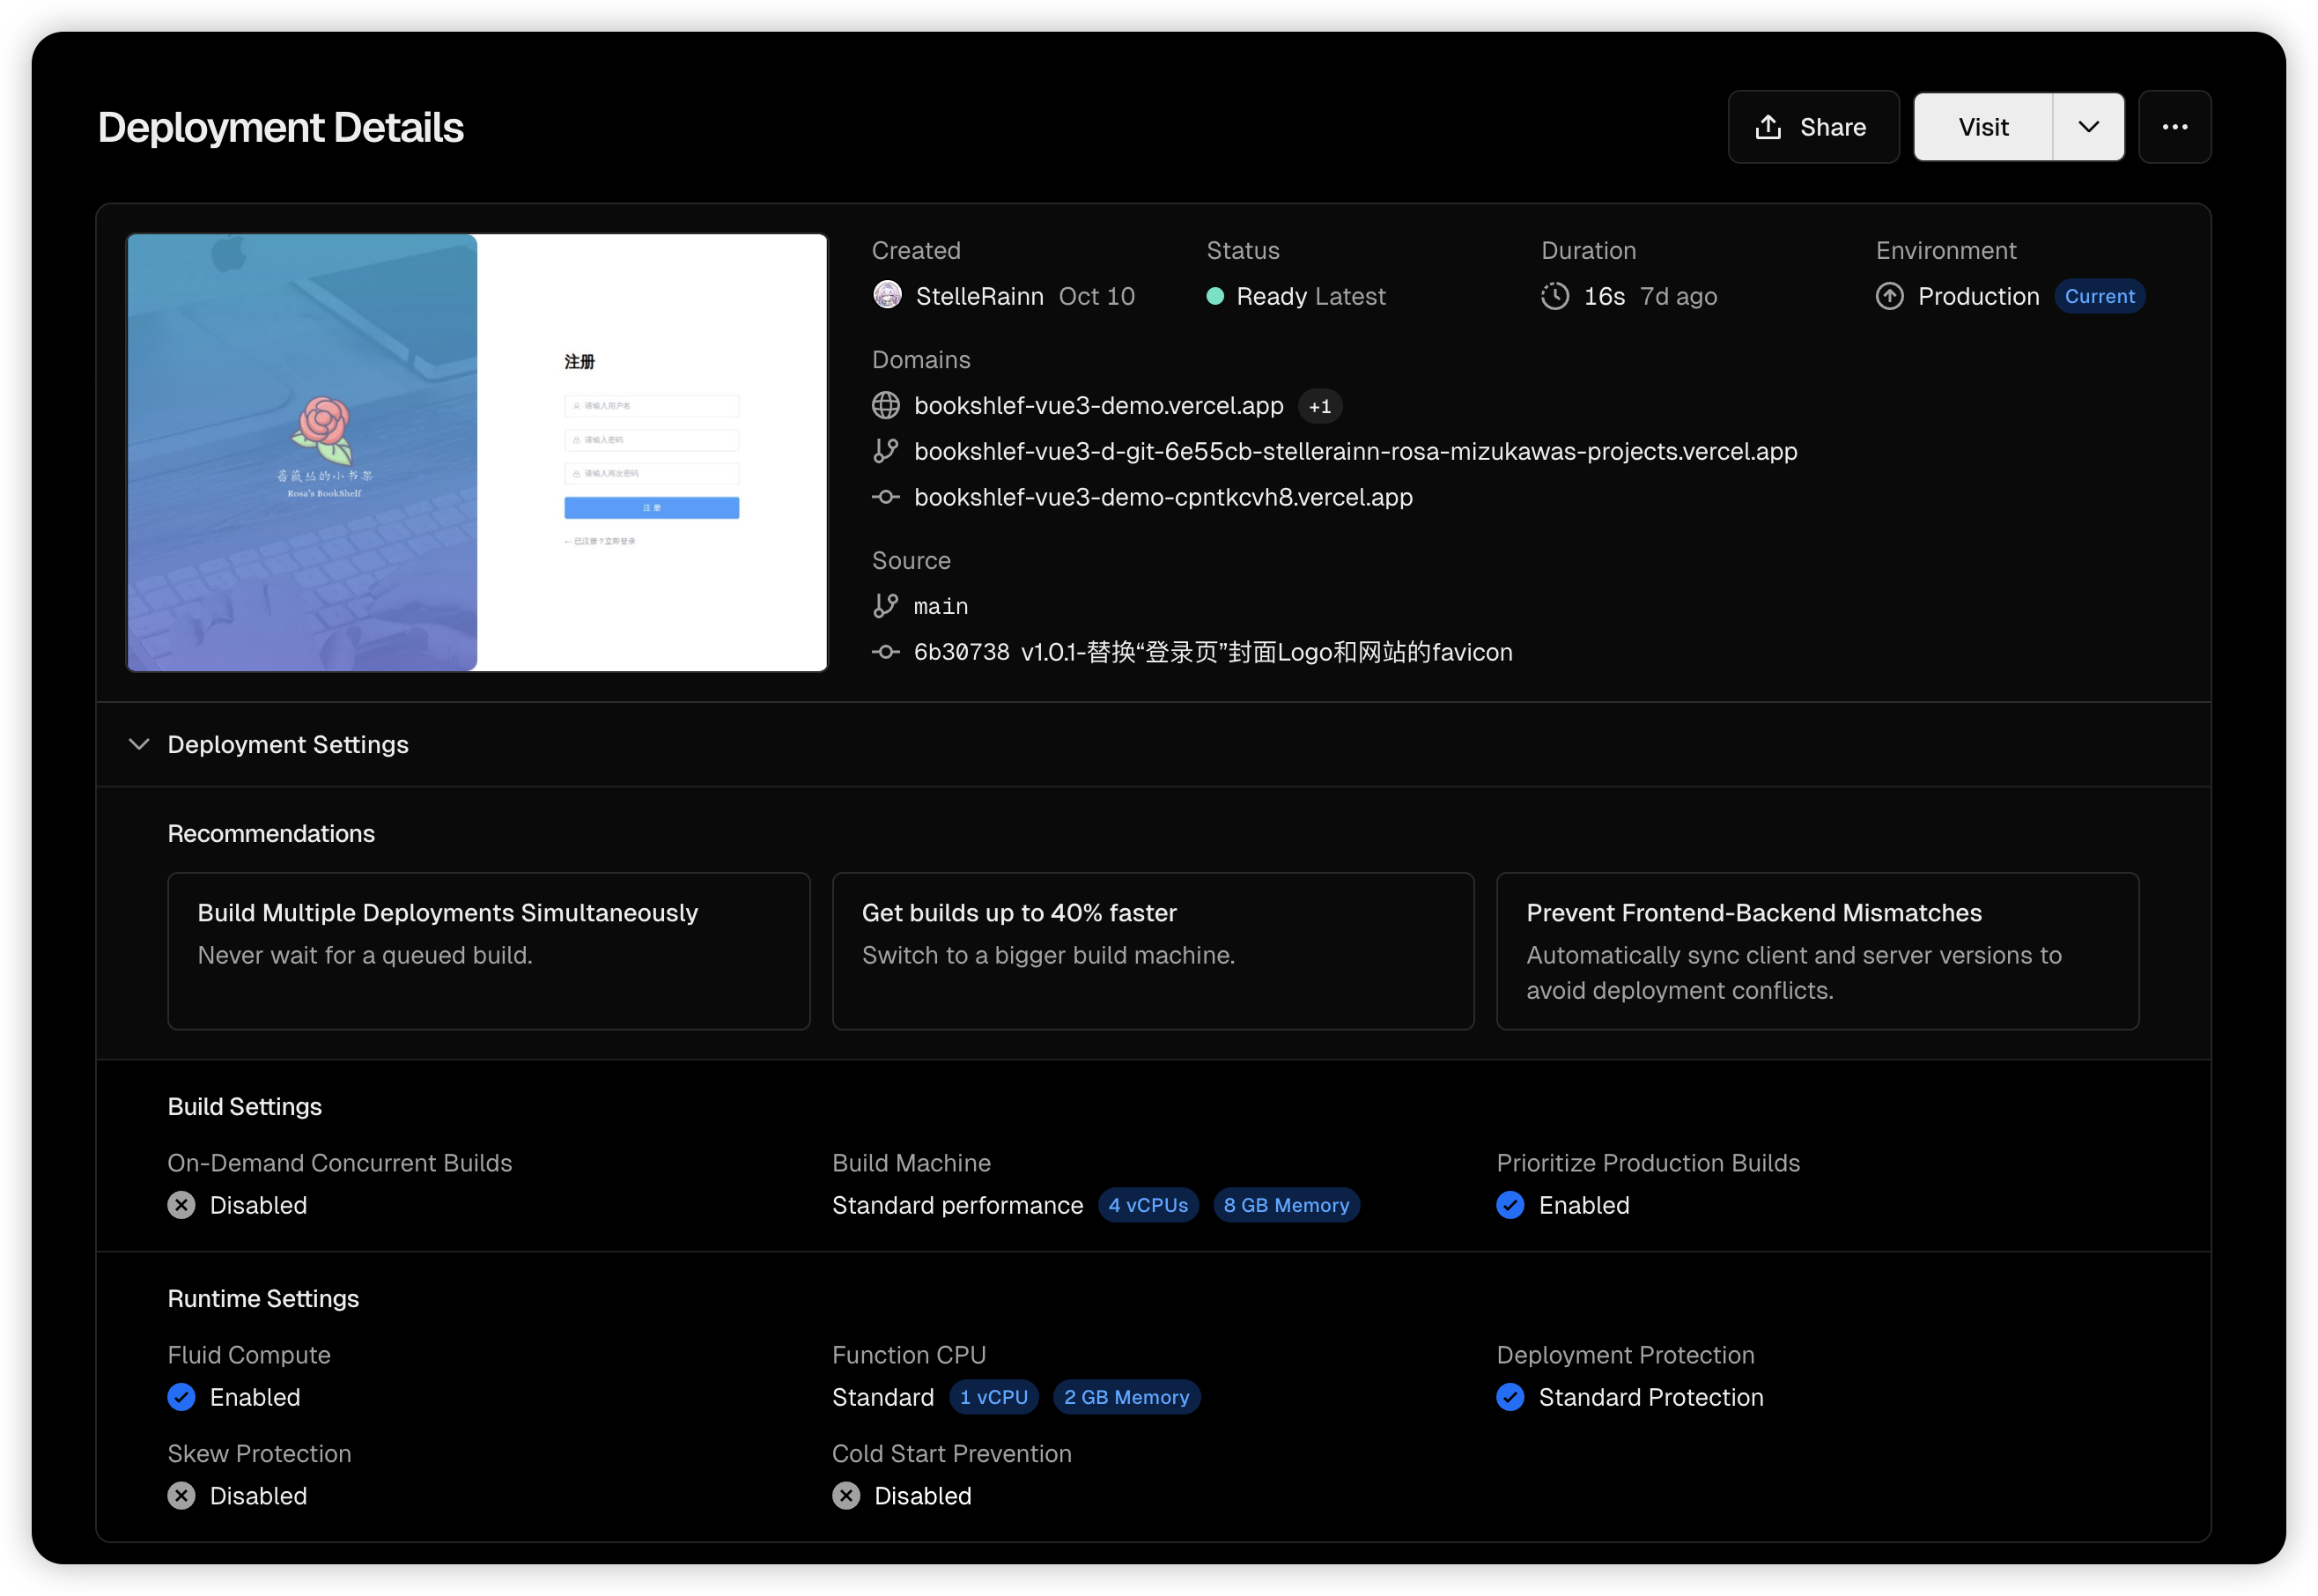 Deployment Details
Share
Visit
注册
请输入用户名
请输入密码
请输入再次密码
注 册
← 已注册？立即登录
蔷薇丛的小书架
Rosa's BookShelf
Created
StelleRainn Oct 10
Status
Ready Latest
Duration
16s 7d ago
Environment
Production Current
Domains
bookshlef-vue3-demo.vercel.app +1
bookshlef-vue3-d-git-6e55cb-stellerainn-rosa-mizukawas-projects.vercel.app
bookshlef-vue3-demo-cpntkcvh8.vercel.app
Source
main
6b30738 v1.0.1-替换“登录页”封面Logo和网站的favicon
Deployment Settings
Recommendations
Build Multiple Deployments Simultaneously
Never wait for a queued build.
Get builds up to 40% faster
Switch to a bigger build machine.
Prevent Frontend-Backend Mismatches
Automatically sync client and server versions to
avoid deployment conflicts.
Build Settings
On-Demand Concurrent Builds
Disabled
Build Machine
Standard performance 4 vCPUs 8 GB Memory
Prioritize Production Builds
Enabled
Runtime Settings
Fluid Compute
Enabled
Function CPU
Standard 1 vCPU 2 GB Memory
Deployment Protection
Standard Protection
Skew Protection
Disabled
Cold Start Prevention
Disabled